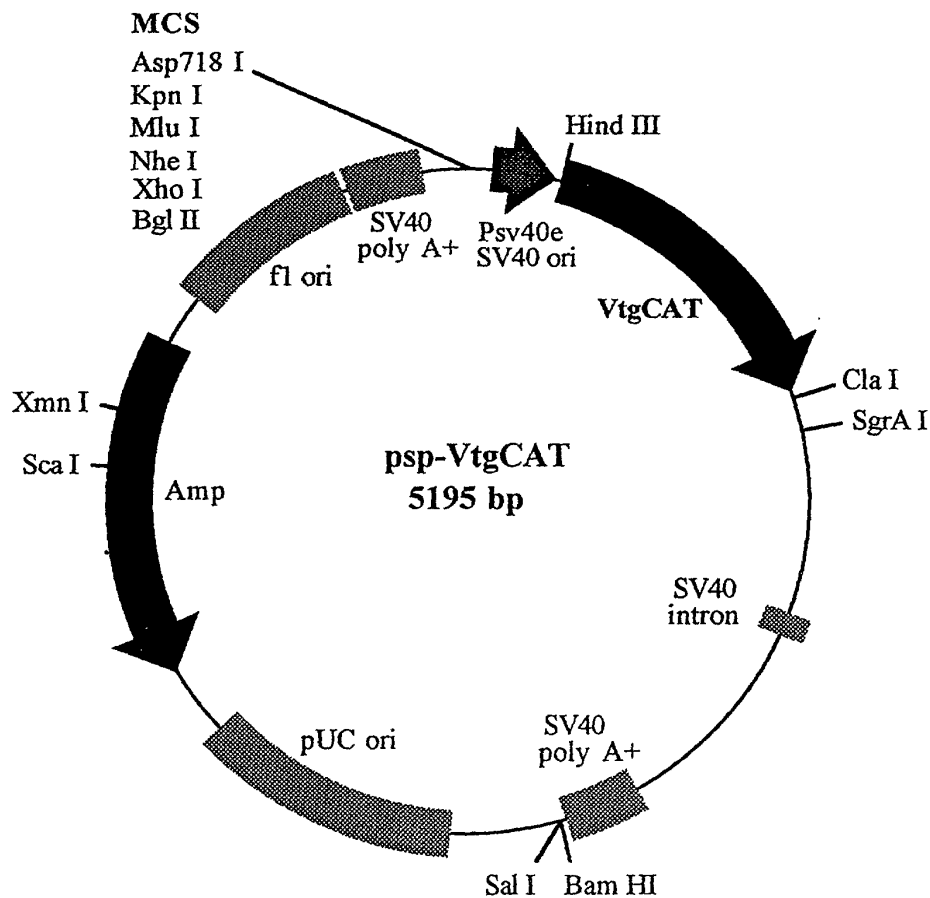 MCS
Asp718 I
Kpn I
Mlu I
Nhe I
Xho I
Bgl II
Hind III
SV40
poly A+
Psv40e
SV40 ori
f1 ori
VtgCAT
Cla I
SgrA I
Xmn I
Sca I
Amp
psp-VtgCAT
5195 bp
SV40
intron
SV40
poly A+
pUC ori
Sal I
Bam HI